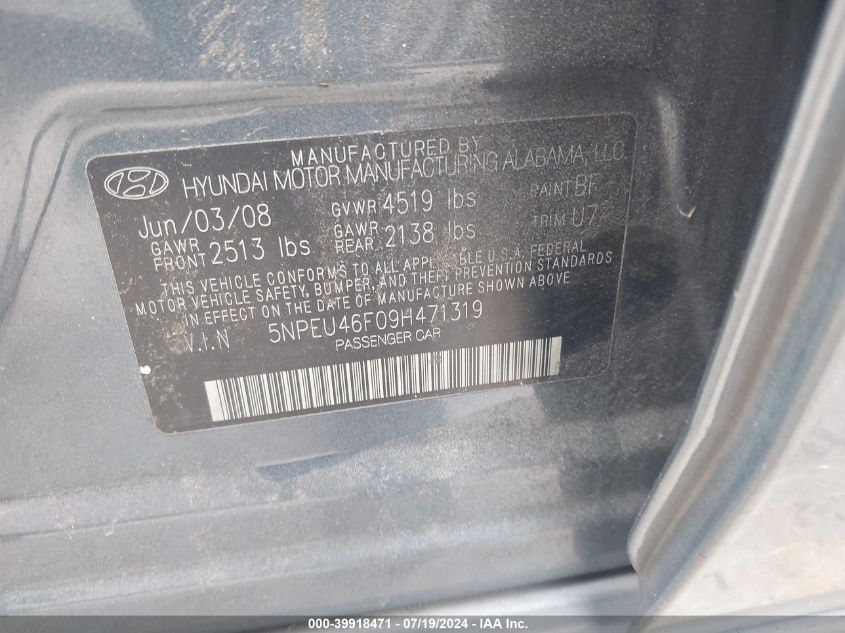 MANUFACTURED BY
HYUNDAI MOTOR MANUFACTURING ALABAMA, LLC
Jun/03/08 GVWR 4519 lbs PAINT BF
GAWR FRONT 2513 lbs GAWR REAR 2138 lbs TRIM U7
THIS VEHICLE CONFORMS TO ALL APPLICABLE U.S.A. FEDERAL
MOTOR VEHICLE SAFETY, BUMPER, AND THEFT PREVENTION STANDARDS
IN EFFECT ON THE DATE OF MANUFACTURE SHOWN ABOVE
V.I.N 5NPEU46F09H471319
PASSENGER CAR
000-39918471 - 07/19/2024 - IAA Inc.